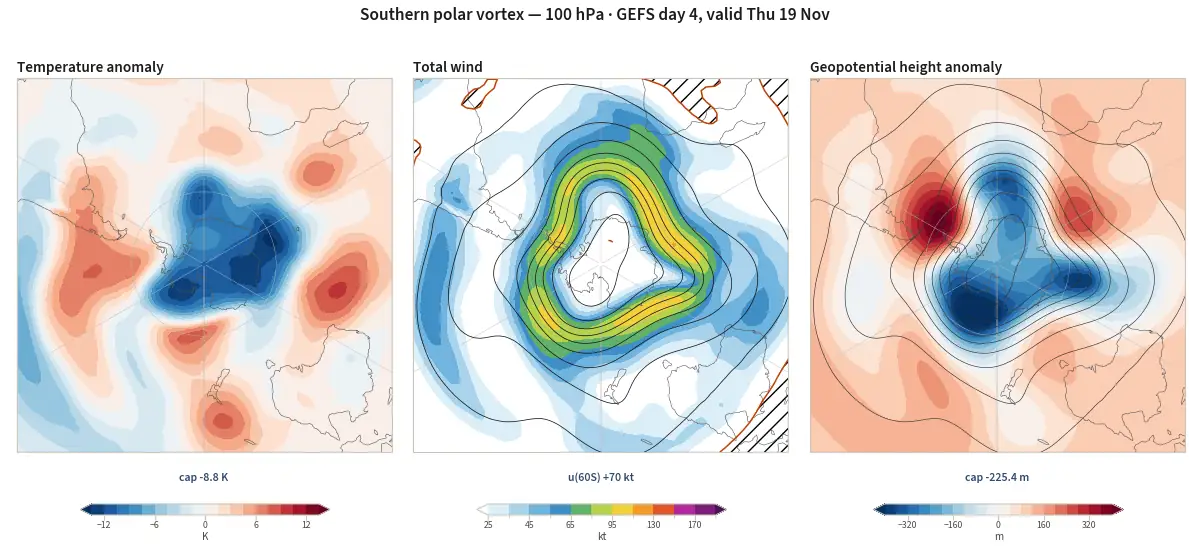 Southern polar vortex — 100 hPa · GEFS day 4, valid Thu 19 Nov
Temperature anomaly
Total wind
Geopotential height anomaly
cap -8.8 K
u(60S) +70 kt
cap -225.4 m
−12 −6 0 6 12
K
25 45 65 95 130 170
kt
−320 −160 0 160 320
m